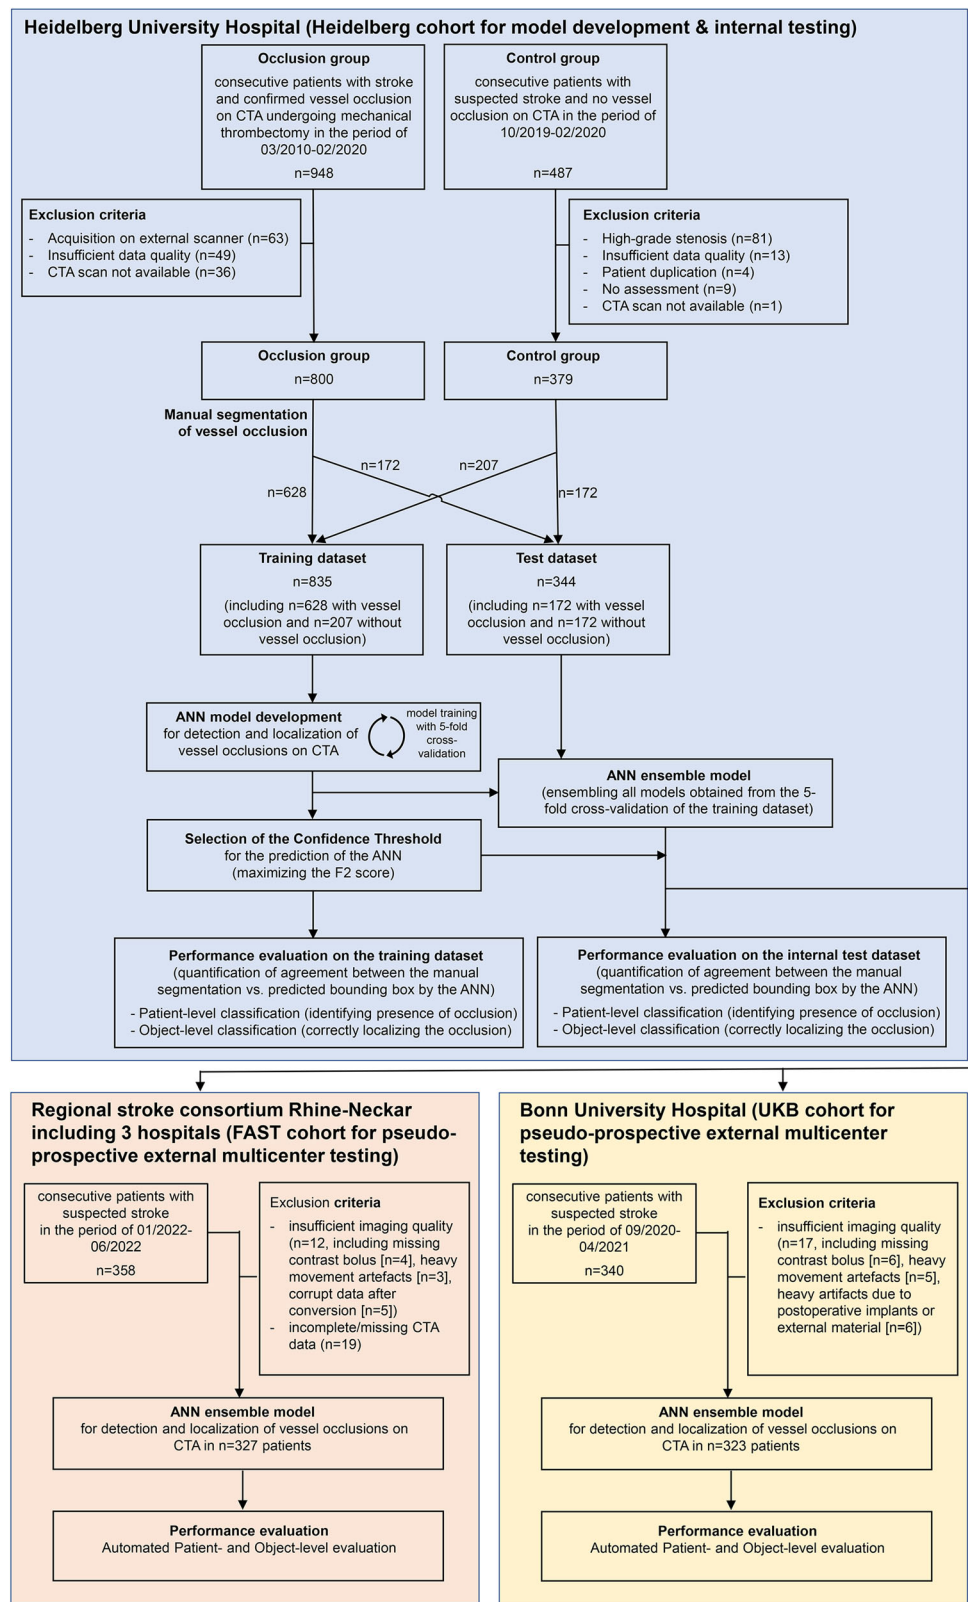 Heidelberg University Hospital (Heidelberg cohort for model development & internal testing)
Occlusion group
consecutive patients with stroke
and confirmed vessel occlusion
on CTA undergoing mechanical
thrombectomy in the period of
03/2010-02/2020
n=948
Control group
consecutive patients with
suspected stroke and no vessel
occlusion on CTA in the period of
10/2019-02/2020
n=487
Exclusion criteria
- Acquisition on external scanner (n=63)
- Insufficient data quality (n=49)
- CTA scan not available (n=36)
Exclusion criteria
- High-grade stenosis (n=81)
- Insufficient data quality (n=13)
- Patient duplication (n=4)
- No assessment (n=9)
- CTA scan not available (n=1)
Occlusion group
n=800
Control group
n=379
Manual segmentation
of vessel occlusion
n=172
n=207
n=628
n=172
Training dataset
n=835
(including n=628 with vessel
occlusion and n=207 without
vessel occlusion)
Test dataset
n=344
(including n=172 with vessel
occlusion and n=172 without
vessel occlusion)
ANN model development
for detection and localization of
vessel occlusions on CTA
model training
with 5-fold
cross-
validation
ANN ensemble model
(ensembling all models obtained from the 5-
fold cross-validation of the training dataset)
Selection of the Confidence Threshold
for the prediction of the ANN
(maximizing the F2 score)
Performance evaluation on the training dataset
(quantification of agreement between the manual
segmentation vs. predicted bounding box by the ANN)
- Patient-level classification (identifying presence of occlusion)
- Object-level classification (correctly localizing the occlusion)
Performance evaluation on the internal test dataset
(quantification of agreement between the manual
segmentation vs. predicted bounding box by the ANN)
- Patient-level classification (identifying presence of occlusion)
- Object-level classification (correctly localizing the occlusion)
Regional stroke consortium Rhine-Neckar
including 3 hospitals (FAST cohort for pseudo-
prospective external multicenter testing)
consecutive patients with
suspected stroke
in the period of 01/2022-
06/2022
n=358
Exclusion criteria
- insufficient imaging quality
(n=12, including missing
contrast bolus [n=4], heavy
movement artefacts [n=3],
corrupt data after
conversion [n=5])
- incomplete/missing CTA
data (n=19)
ANN ensemble model
for detection and localization of vessel occlusions on
CTA in n=327 patients
Performance evaluation
Automated Patient- and Object-level evaluation
Bonn University Hospital (UKB cohort for
pseudo-prospective external multicenter
testing)
consecutive patients with
suspected stroke
in the period of 09/2020-
04/2021
n=340
Exclusion criteria
- insufficient imaging quality
(n=17, including missing
contrast bolus [n=6], heavy
movement artefacts [n=5],
heavy artifacts due to
postoperative implants or
external material [n=6])
ANN ensemble model
for detection and localization of vessel occlusions on
CTA in n=323 patients
Performance evaluation
Automated Patient- and Object-level evaluation